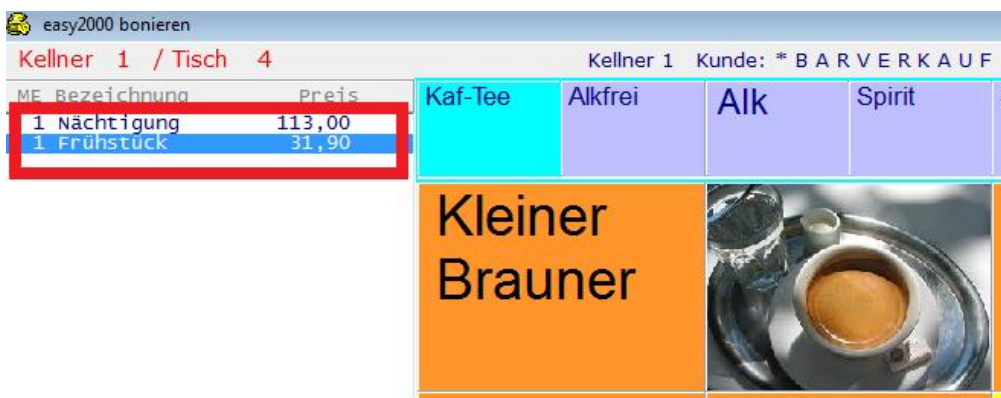 easy2000 bonieren
Kellner 1 / Tisch 4
Kellner 1 Kunde: * B A R V E R K A U F
ME Bezeichnung Preis
1 Nächtigung 113,00
1 Frühstück 31,90
Kaf-Tee
Alkfrei
Alk
Spirit
Kleiner
Brauner